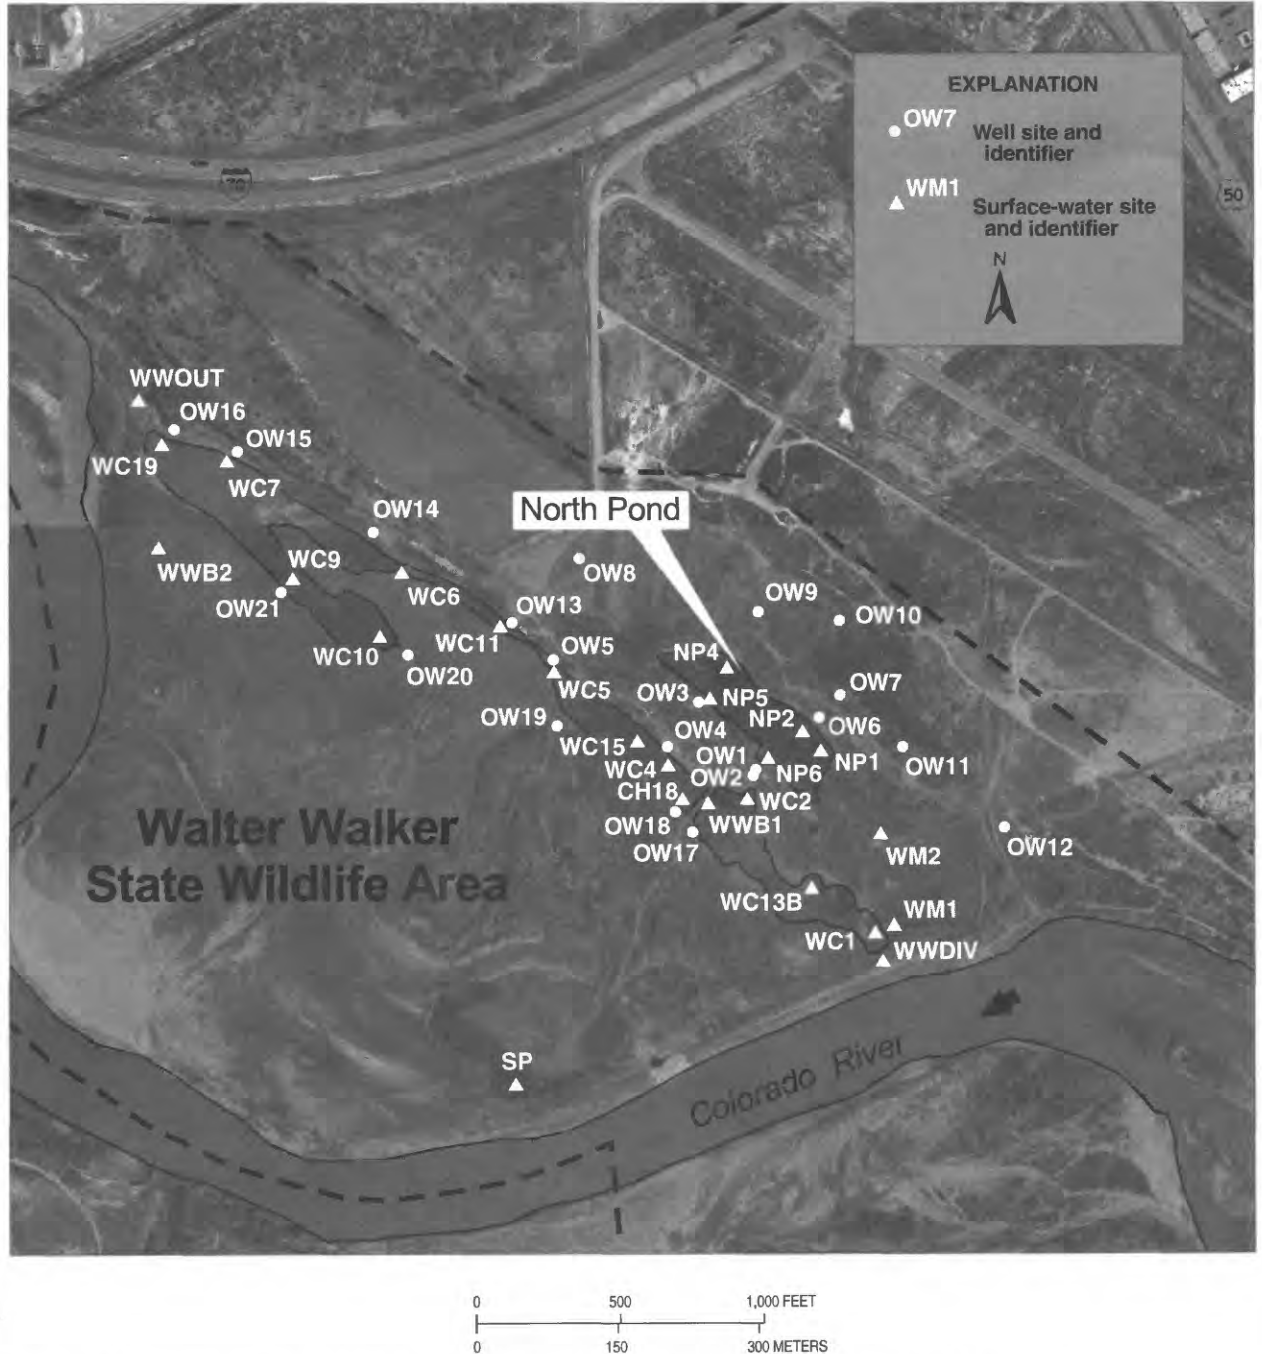 EXPLANATION
OW7
Well site and
identifier
WM1
Surface-water site
and identifier
N
50
70
WWOUT
OW16
OW15
WC19
WC7
OW14
North Pond
WWB2
WC9
OW8
OW21
WC6
OW13
OW9
OW10
WC10
WC11
OW5
NP4
OW20
WC5
OW3
NP5
OW7
OW19
NP2
OW6
WC15
OW4
OW1
NP1
OW11
WC4
OW2
NP6
CH18
WC2
OW18
WWB1
OW17
WM2
OW12
Walter Walker
State Wildlife Area
WC13B
WM1
WC1
WWDIV
SP
Colorado River
0 500 1,000 FEET
0 150 300 METERS